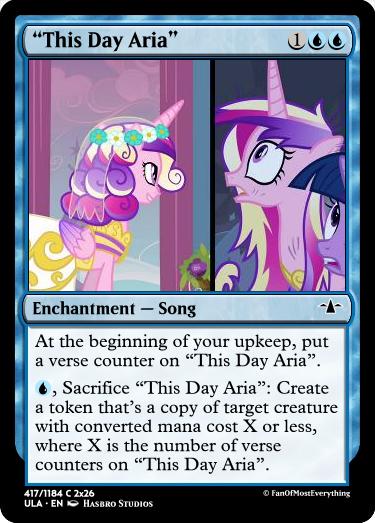 “This Day Aria” 1
Enchantment — Song
At the beginning of your upkeep, put
a verse counter on “This Day Aria”.
, Sacrifice “This Day Aria”: Create
a token that’s a copy of target creature
with converted mana cost X or less,
where X is the number of verse
counters on “This Day Aria”.
417/1184 C 2x26
ULA • EN Hasbro Studios
© FanOfMostEverything